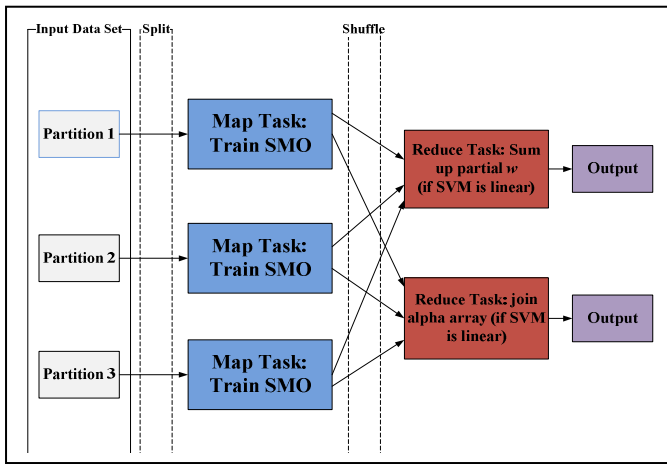 Input Data Set
Split
Shuffle
Partition 1
Map Task:
Train SMO
Reduce Task: Sum
up partial w
(if SVM is linear)
Output
Partition 2
Map Task:
Train SMO
Reduce Task: join
alpha array (if SVM
is linear)
Output
Partition 3
Map Task:
Train SMO